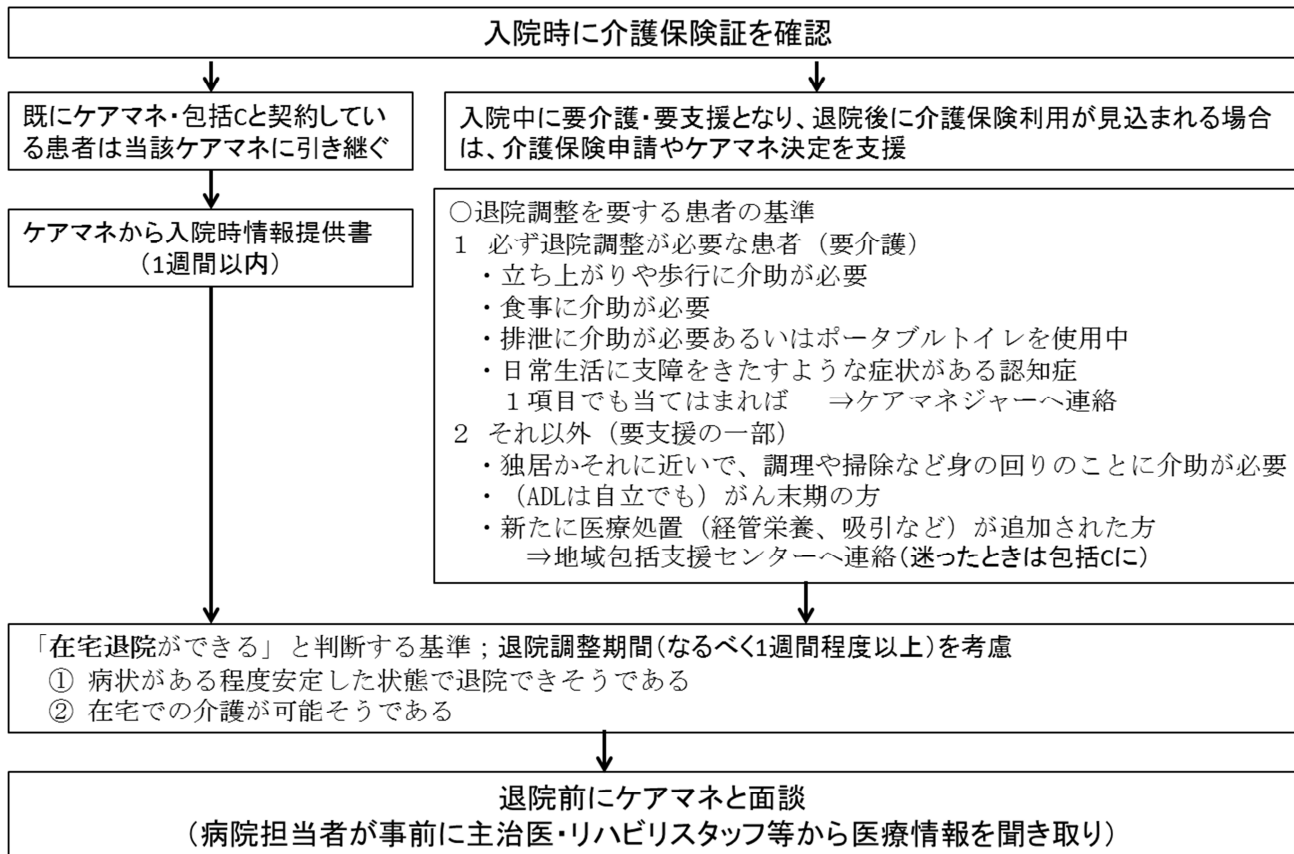 入院時に介護保険証を確認
既にケアマネ・包括Cと契約してい
る患者は当該ケアマネに引き継ぐ
ケアマネから入院時情報提供書
（1週間以内）
入院中に要介護・要支援となり、退院後に介護保険利用が見込まれる場合
は、介護保険申請やケアマネ決定を支援
○退院調整を要する患者の基準
１ 必ず退院調整が必要な患者（要介護）
・立ち上がりや歩行に介助が必要
・食事に介助が必要
・排泄に介助が必要あるいはポータブルトイレを使用中
・日常生活に支障をきたすような症状がある認知症
１項目でも当てはまれば ⇒ケアマネジャーへ連絡
２ それ以外（要支援の一部）
・独居かそれに近いで、調理や掃除など身の回りのことに介助が必要
・（ADLは自立でも）がん末期の方
・新たに医療処置（経管栄養、吸引など）が追加された方
⇒地域包括支援センターへ連絡（迷ったときは包括Cに）
「在宅退院ができる」と判断する基準；退院調整期間（なるべく1週間程度以上）を考慮
① 病状がある程度安定した状態で退院できそうである
② 在宅での介護が可能そうである
退院前にケアマネと面談
（病院担当者が事前に主治医・リハビリスタッフ等から医療情報を聞き取り）